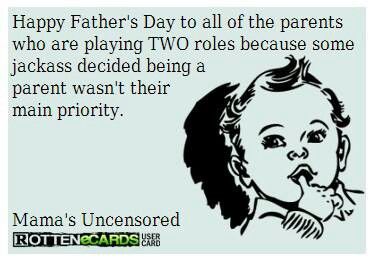 Happy Father's Day to all of the parents
who are playing TWO roles because some
jackass decided being a
parent wasn't their
main priority.
Mama's Uncensored
ROTTENeCARDS USER
CARD